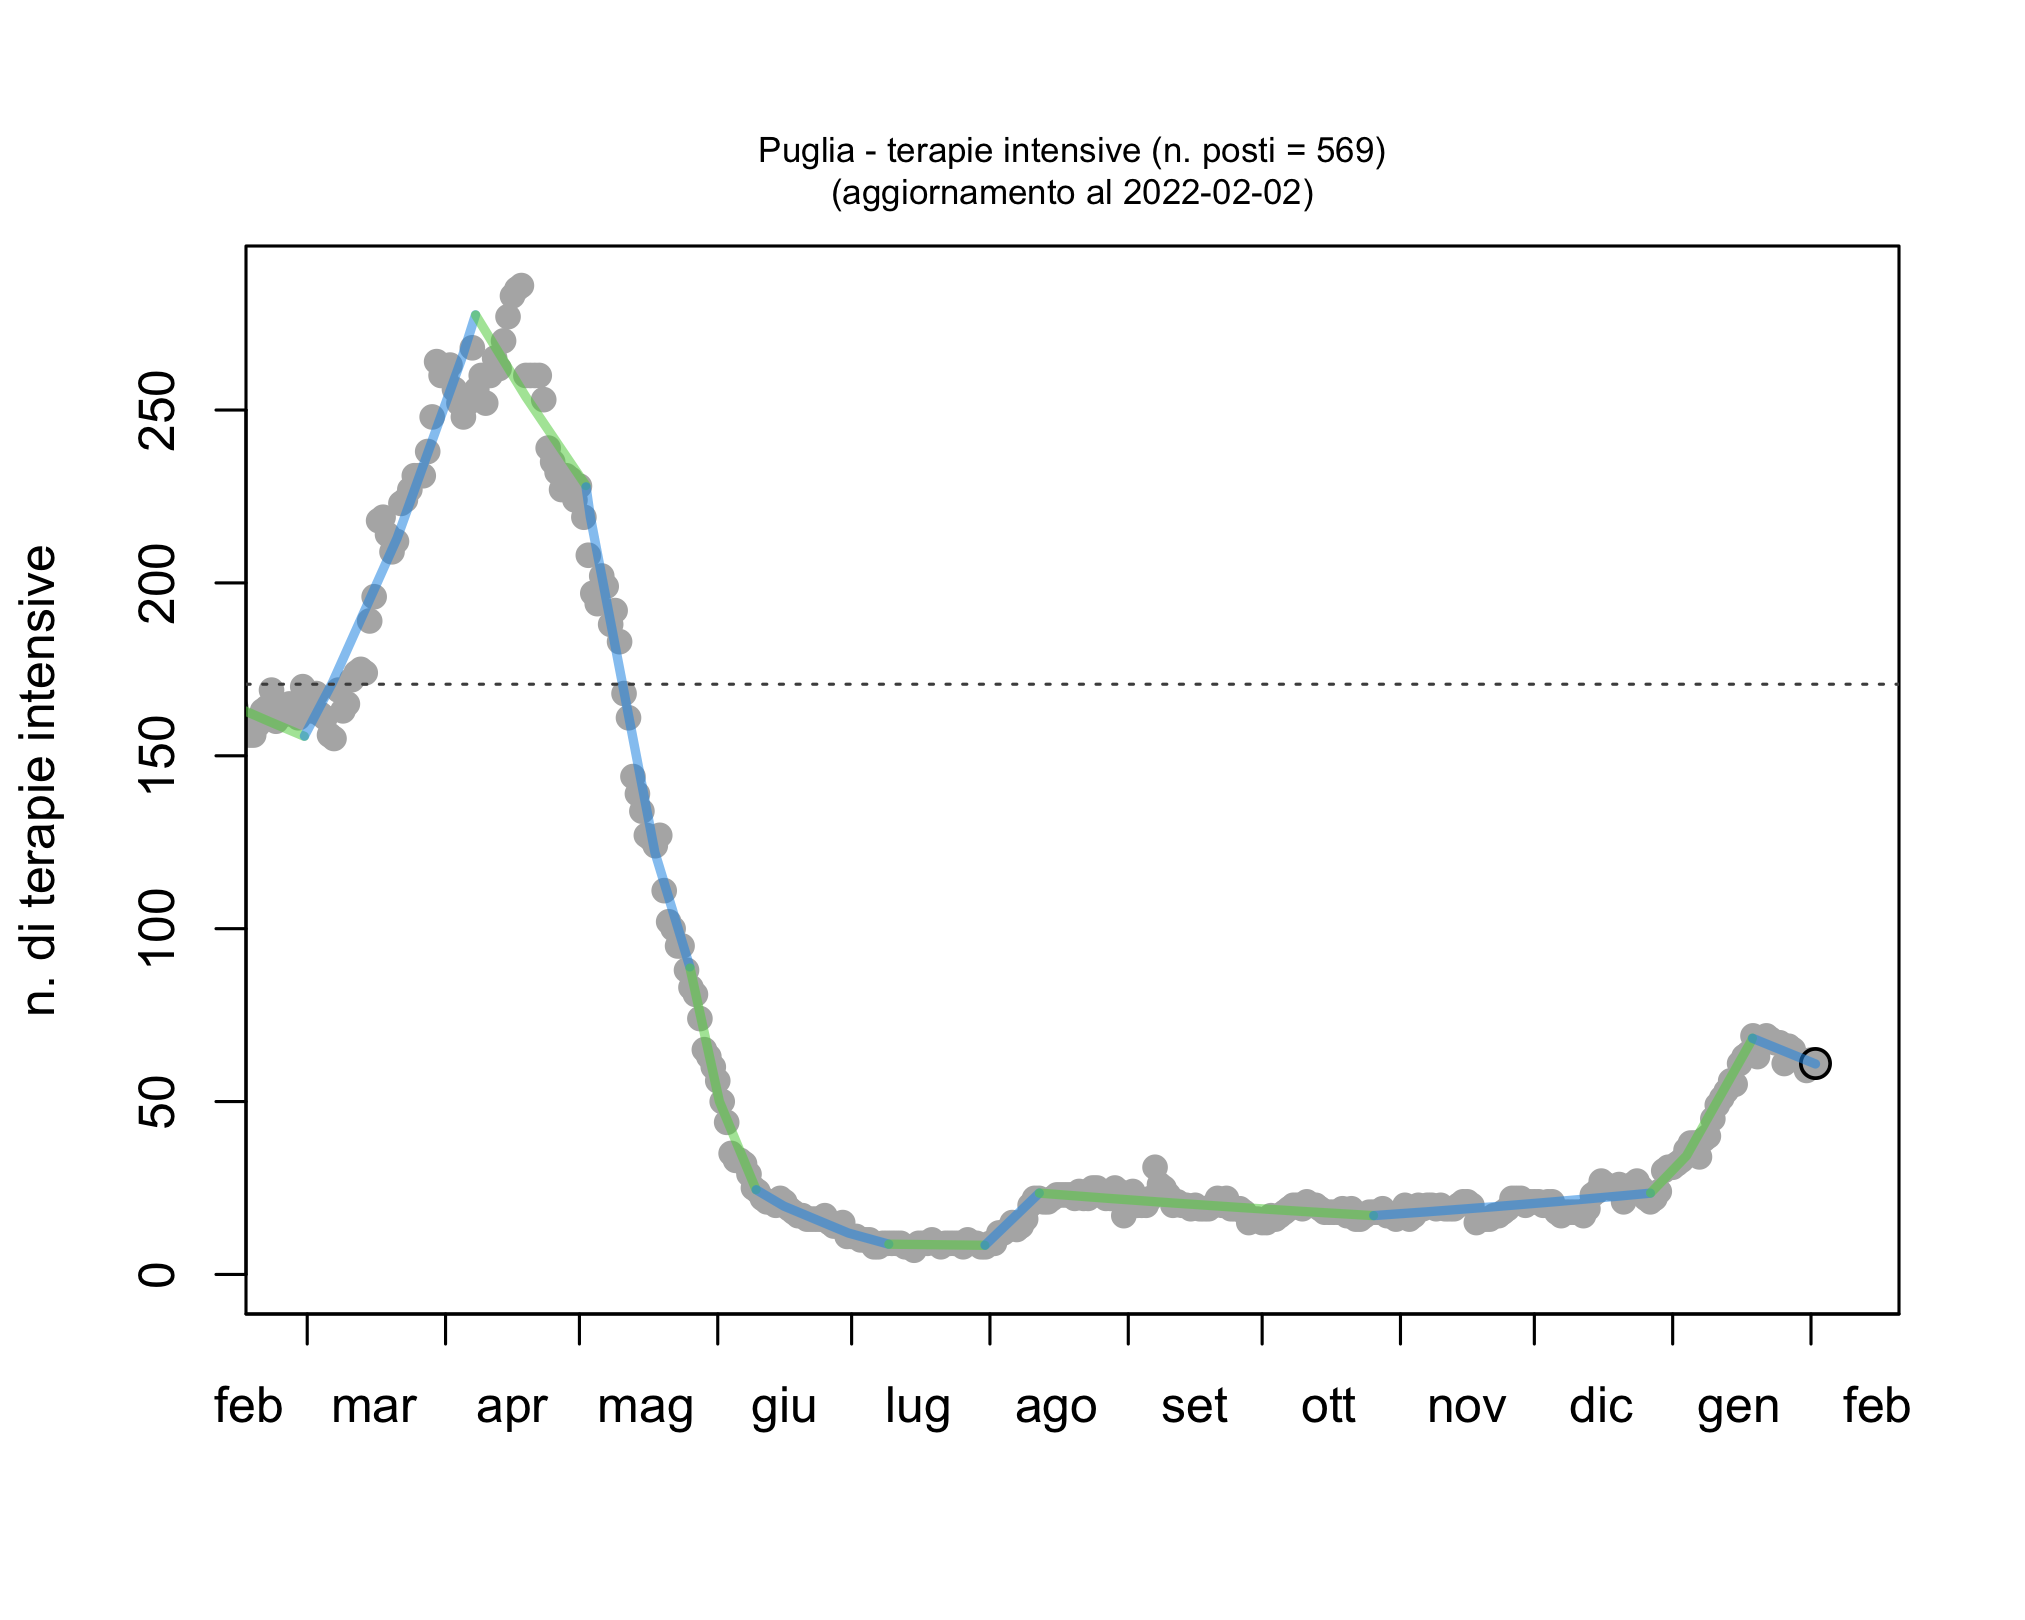 Puglia - terapie intensive (n. posti = 569)
(aggiornamento al 2022-02-02)
n. di terapie intensive
250
200
150
100
50
0
feb mar apr mag giu lug ago set ott nov dic gen feb